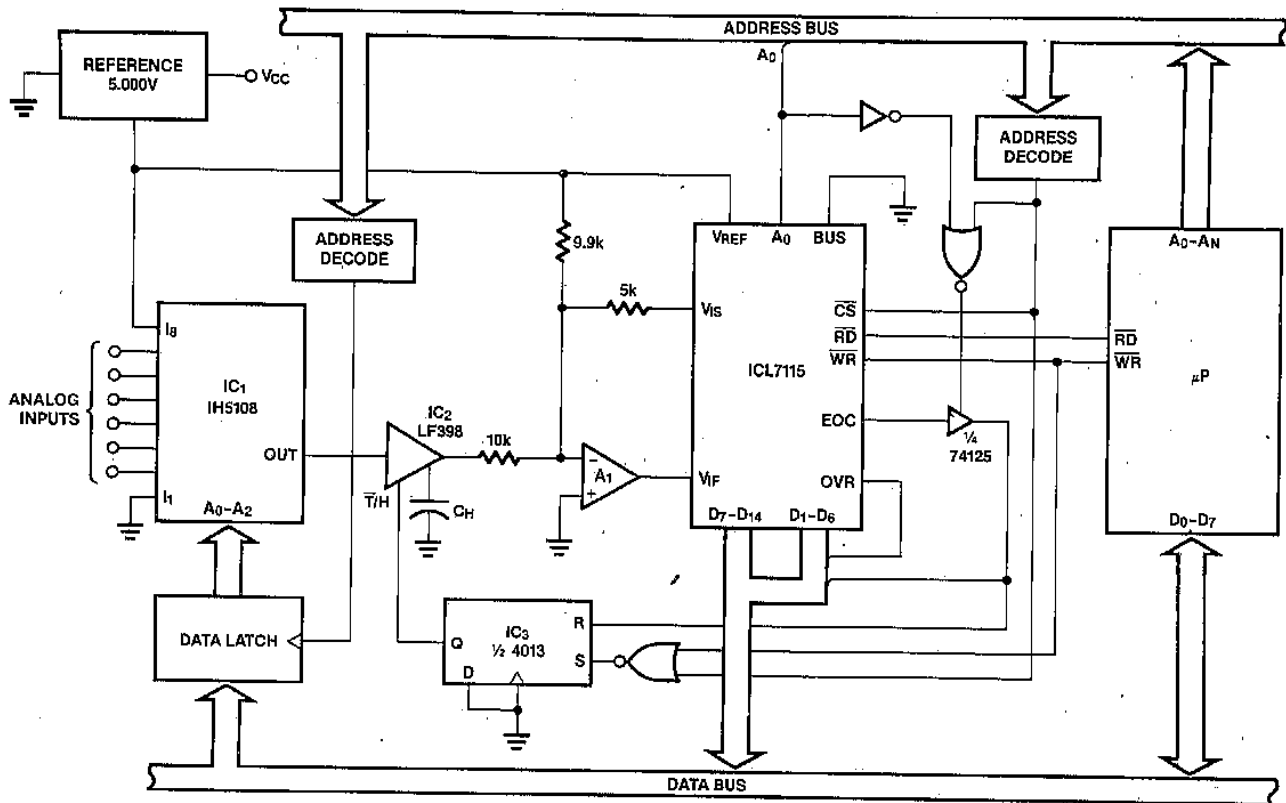 ADDRESS BUS
REFERENCE
5.000V
VCC
A0
ADDRESS
DECODE
ADDRESS
DECODE
9.9k
5k
VREF
A0
BUS
VIS
CS
RD
WR
ICL7115
EOC
OVR
VIF
D7–D14
D1–D6
A0–AN
RD
WR
μP
D0–D7
I8
IC1
IH5108
ANALOG
INPUTS
OUT
I1
A0–A2
IC2
LF398
10k
T/H
CH
A1
−
+
¼
74125
DATA LATCH
IC3
½ 4013
Q
D
R
S
DATA BUS